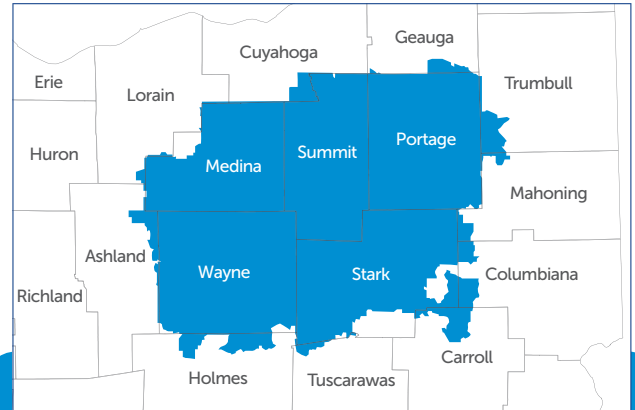 Geauga
Cuyahoga
Erie
Trumbull
Lorain
Portage
Summit
Huron
Medina
Mahoning
Ashland
Wayne
Stark
Columbiana
Richland
Carroll
Holmes
Tuscarawas